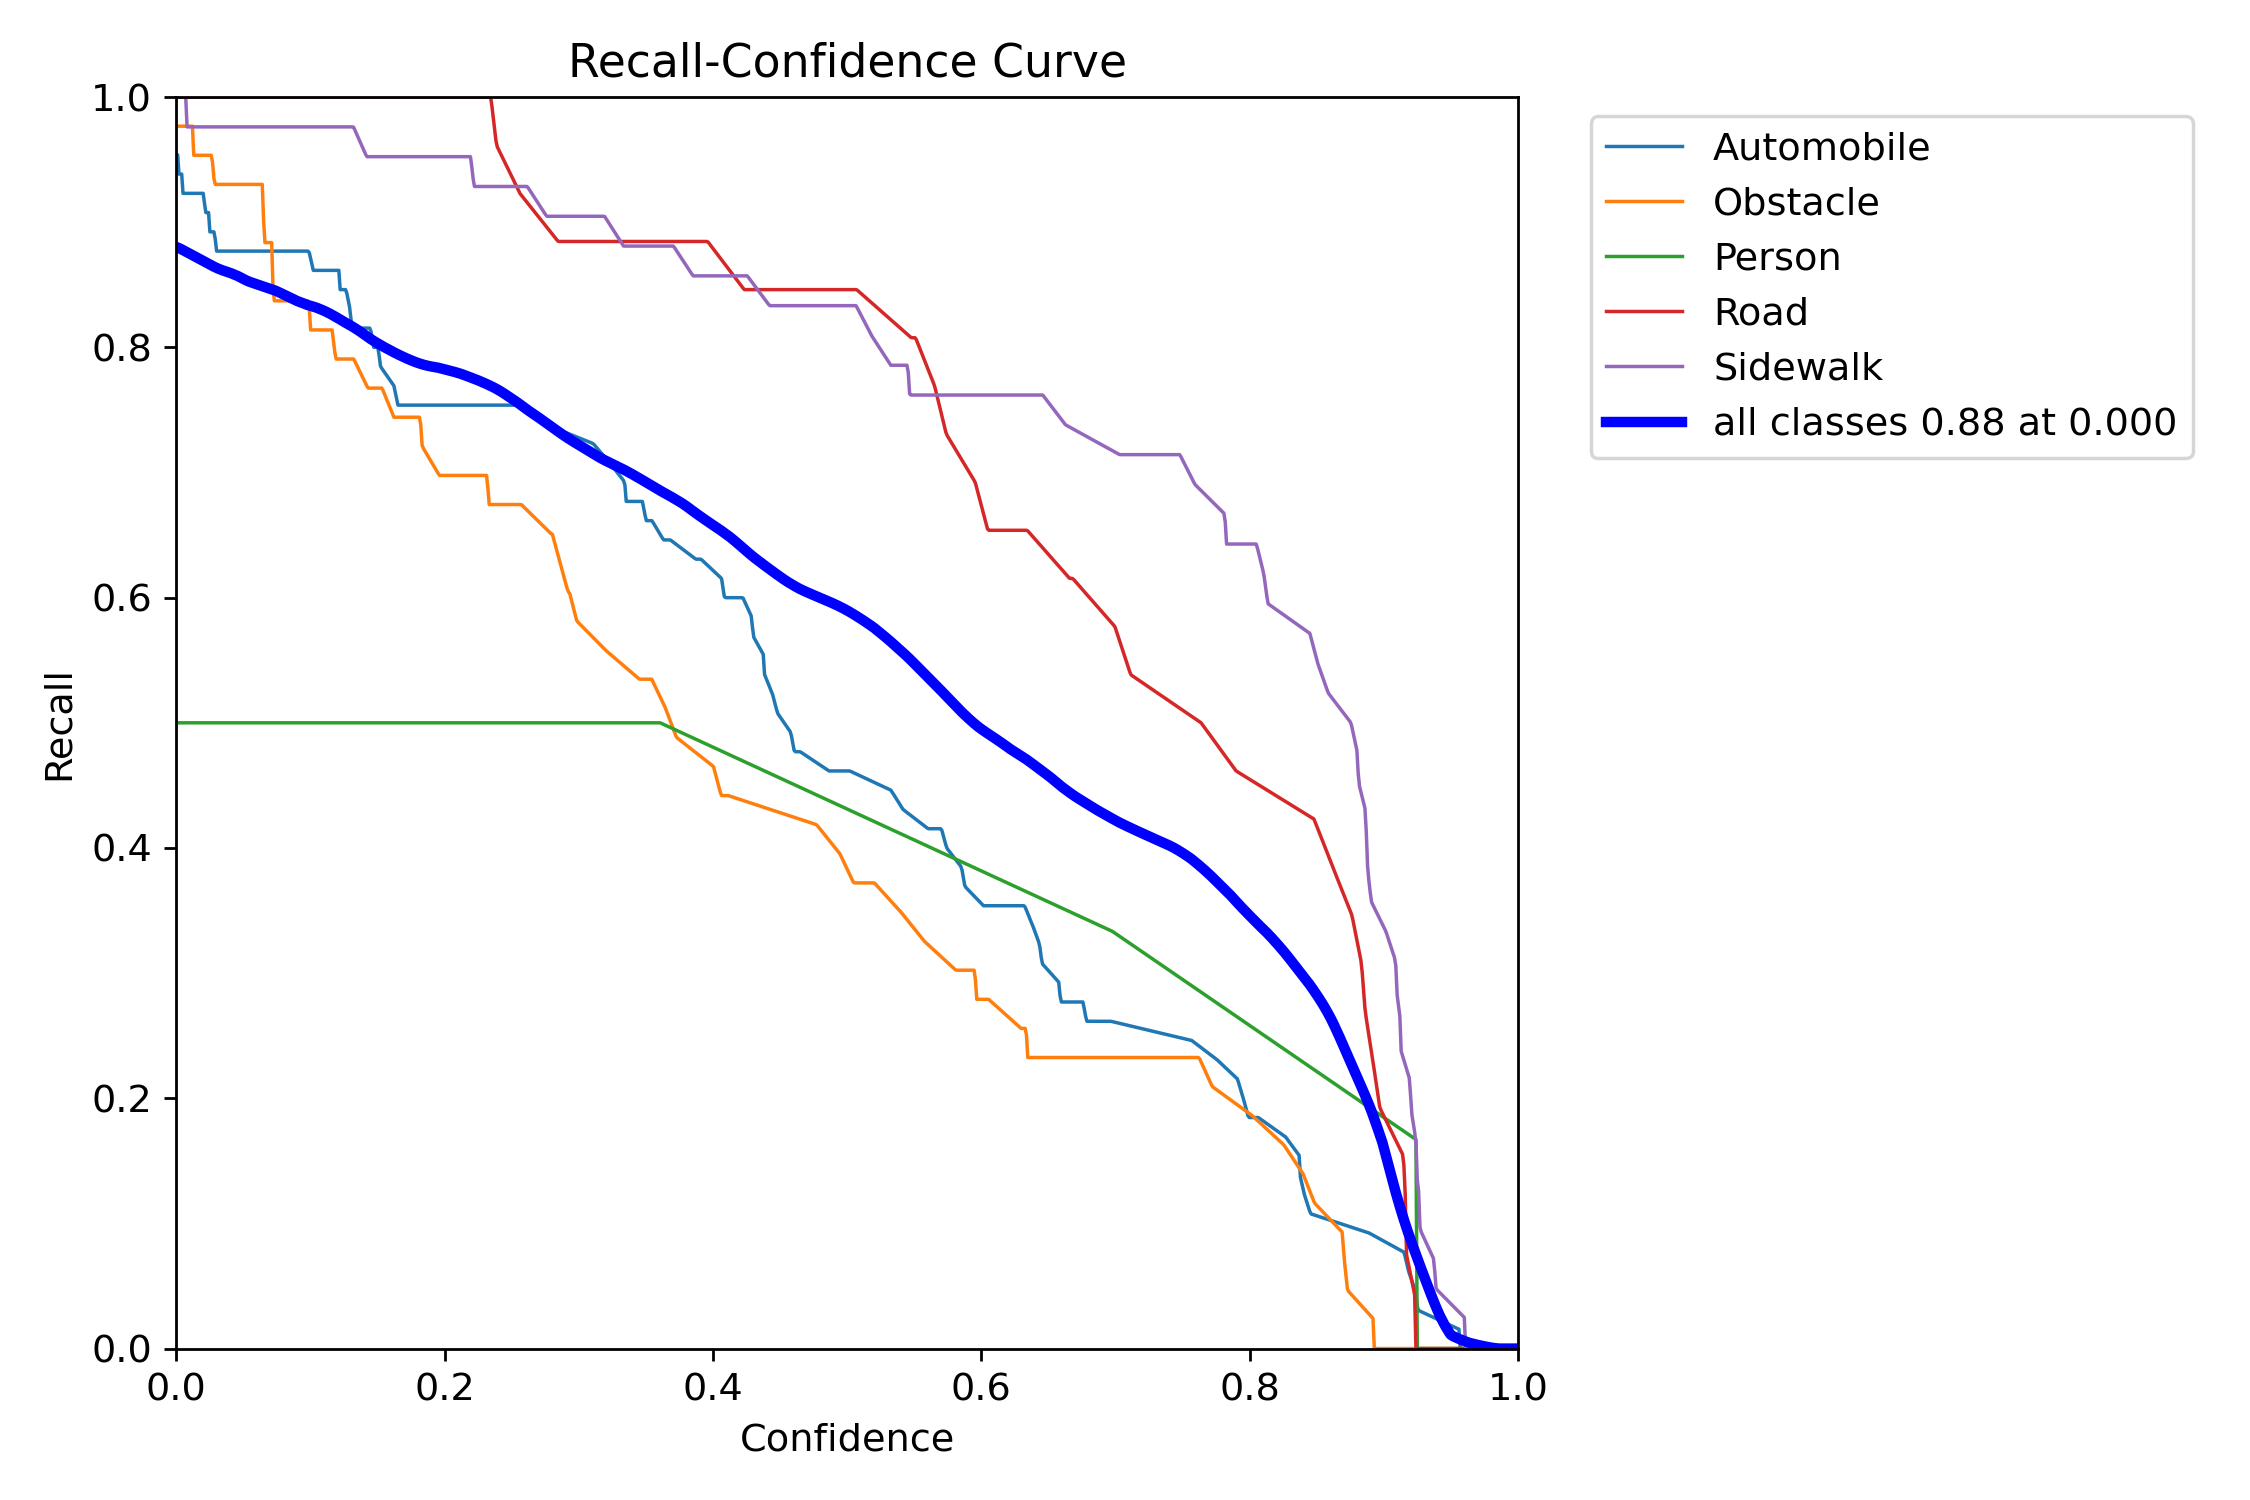 Recall-Confidence Curve
1.0
0.8
0.6
0.4
0.2
0.0
Recall
0.0 0.2 0.4 0.6 0.8 1.0
Confidence
Automobile
Obstacle
Person
Road
Sidewalk
all classes 0.88 at 0.000